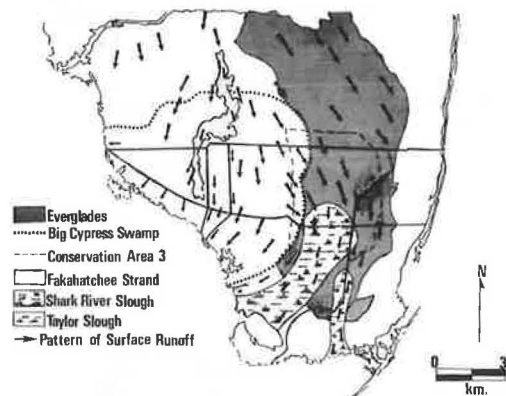 Everglades
Big Cypress Swamp
Conservation Area 3
Fakahatchee Strand
Shark River Slough
Taylor Slough
Pattern of Surface Runoff
N
0 3
km.